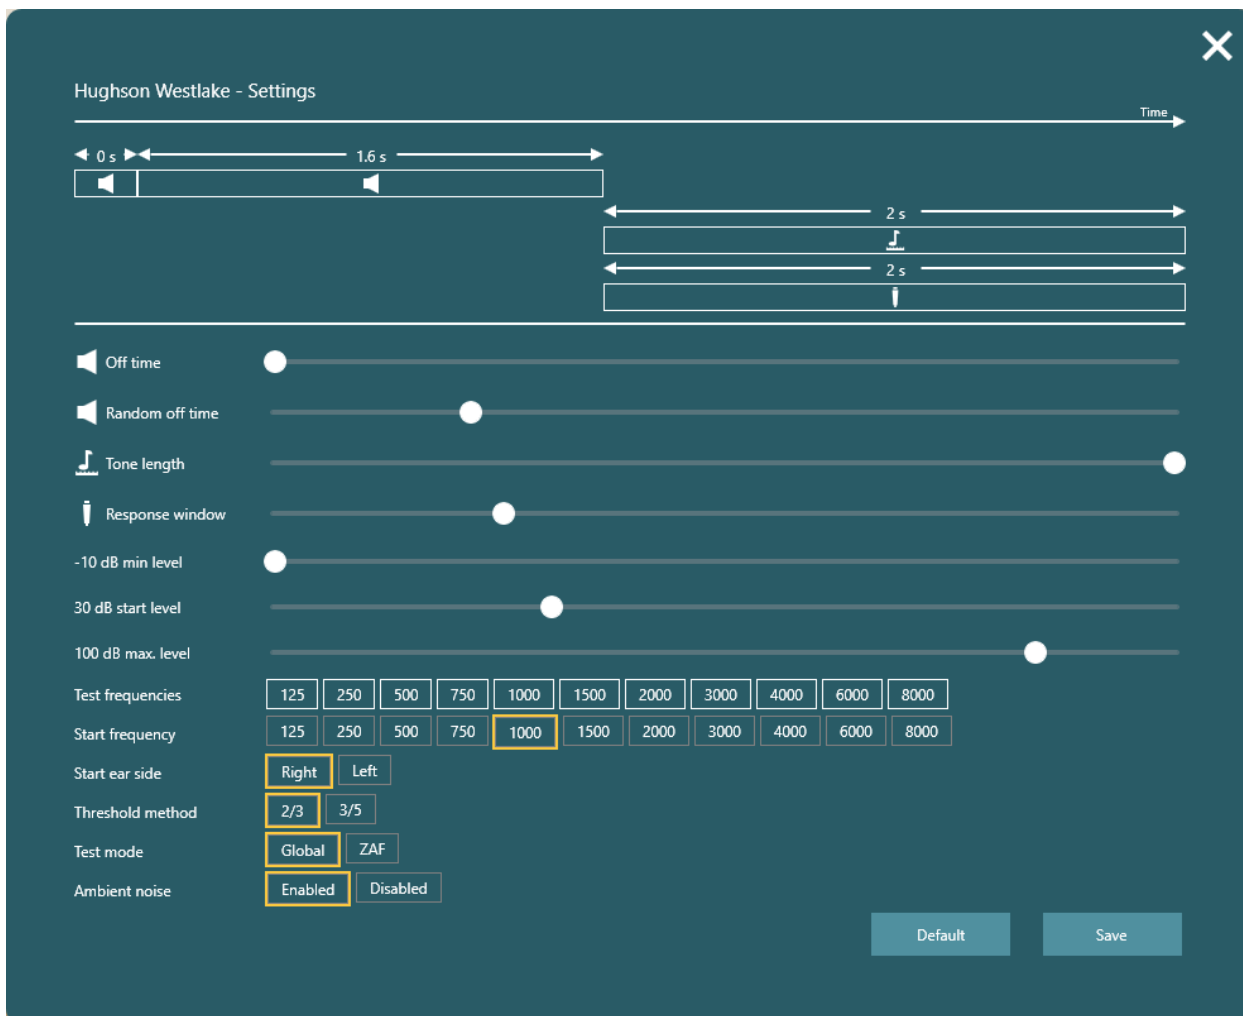 Hughson Westlake - Settings
Time
0 s 1.6 s
2 s
2 s
Off time
Random off time
Tone length
Response window
-10 dB min level
30 dB start level
100 dB max. level
Test frequencies 125 250 500 750 1000 1500 2000 3000 4000 6000 8000
Start frequency 125 250 500 750 1000 1500 2000 3000 4000 6000 8000
Start ear side Right Left
Threshold method 2/3 3/5
Test mode Global ZAF
Ambient noise Enabled Disabled
Default Save